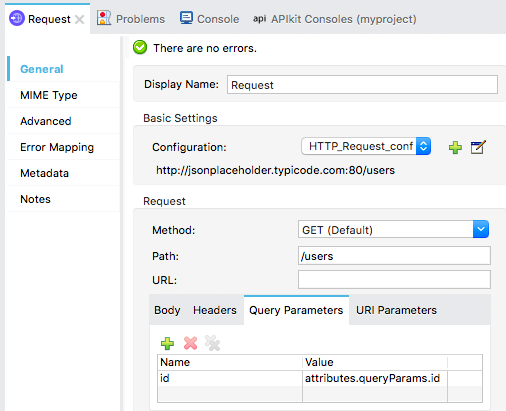 Request Problems Console api APIkit Consoles (myproject)
There are no errors.
General
MIME Type
Advanced
Error Mapping
Metadata
Notes
Display Name: Request
Basic Settings
Configuration: HTTP_Request_conf
http://jsonplaceholder.typicode.com:80/users
Request
Method: GET (Default)
Path: /users
URL:
Body Headers Query Parameters URI Parameters
Name Value
id attributes.queryParams.id